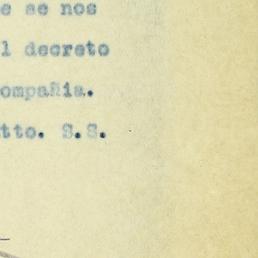 e se nos
l decreto
ompañia.
tto. S.S.